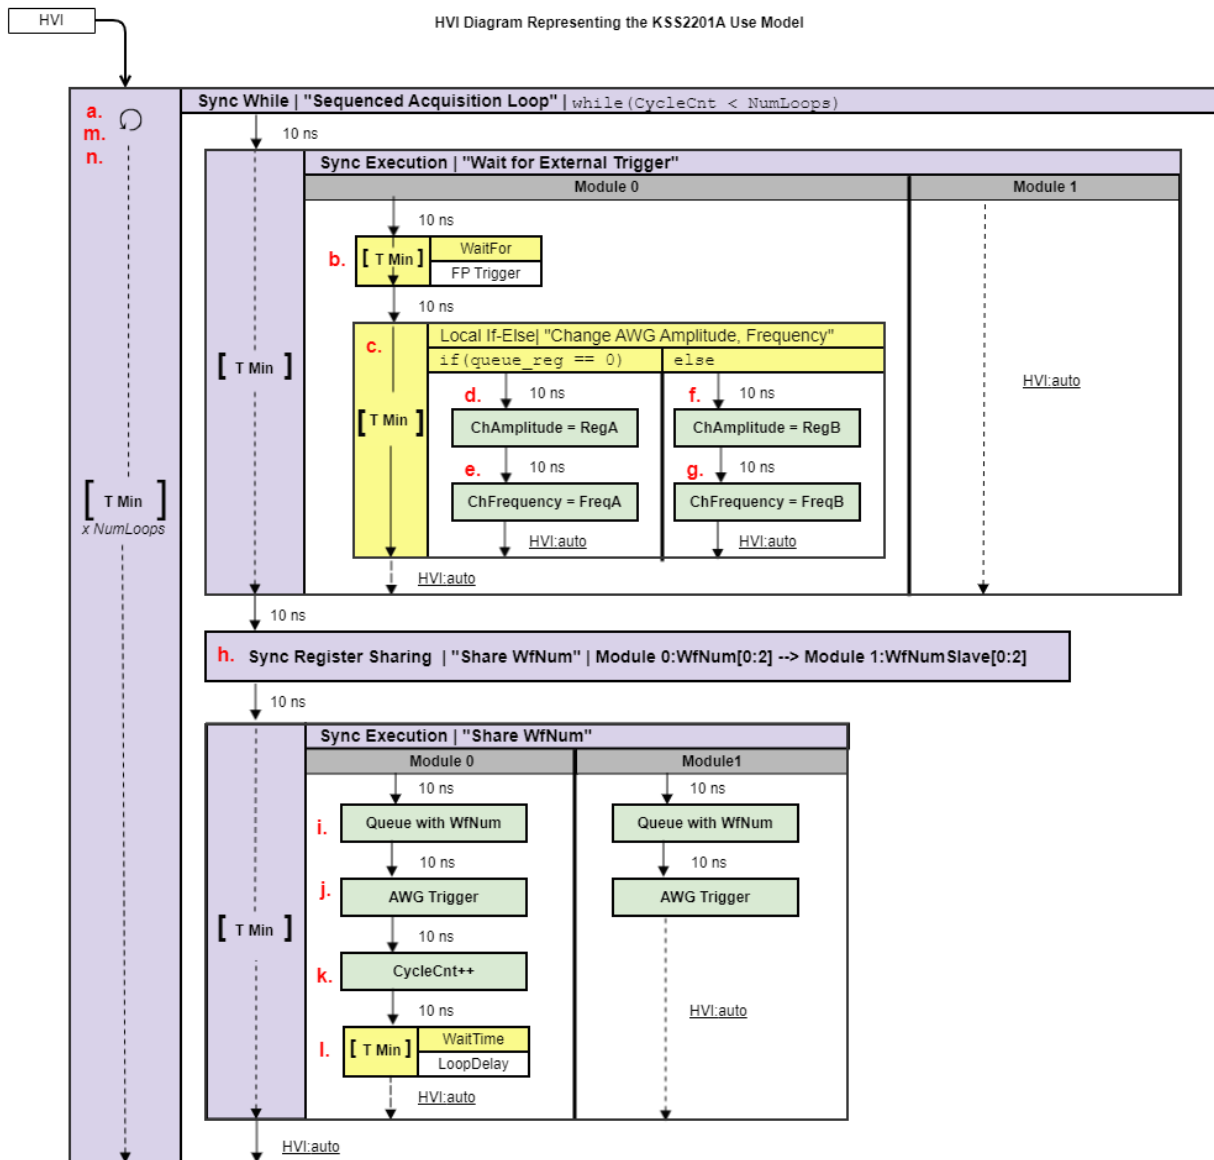 HVI
HVI Diagram Representing the KSS2201A Use Model
a.
m.
n.
Sync While | "Sequenced Acquisition Loop" | while(CycleCnt < NumLoops)
10 ns
Sync Execution | "Wait for External Trigger"
Module 0
Module 1
10 ns
b.
[ T Min ]
WaitFor
FP Trigger
10 ns
c.
Local If-Else| "Change AWG Amplitude, Frequency"
if(queue_reg == 0)
else
[ T Min ]
HVI:auto
d.
10 ns
f.
10 ns
[ T Min ]
ChAmplitude = RegA
ChAmplitude = RegB
e.
10 ns
g.
10 ns
[ T Min ]
x NumLoops
ChFrequency = FreqA
ChFrequency = FreqB
HVI:auto
HVI:auto
HVI:auto
10 ns
h. Sync Register Sharing | "Share WfNum" | Module 0:WfNum[0:2] --> Module 1:WfNumSlave[0:2]
10 ns
Sync Execution | "Share WfNum"
Module 0
Module1
10 ns
10 ns
i.
Queue with WfNum
Queue with WfNum
10 ns
10 ns
j.
AWG Trigger
AWG Trigger
[ T Min ]
10 ns
k.
CycleCnt++
10 ns
HVI:auto
l.
[ T Min ]
WaitTime
LoopDelay
HVI:auto
HVI:auto